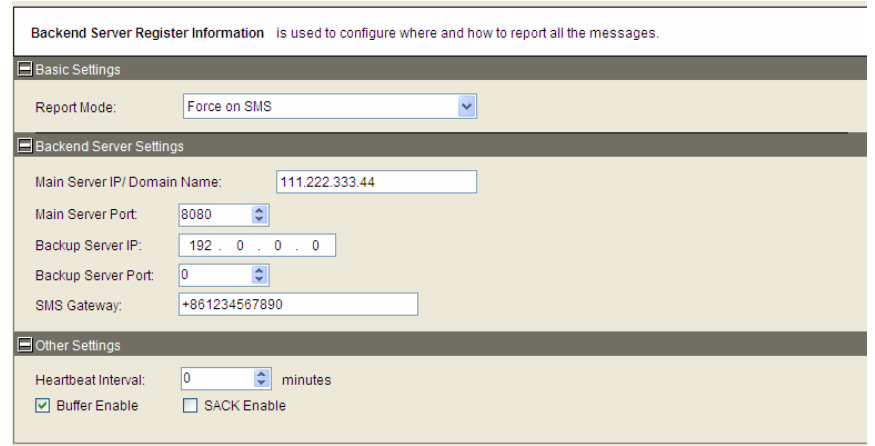 Backend Server Register Information is used to configure where and how to report all the messages.
Basic Settings
Report Mode: Force on SMS
Backend Server Settings
Main Server IP/ Domain Name: 111.222.333.44
Main Server Port: 8080
Backup Server IP: 192 . 0 . 0 . 0
Backup Server Port: 0
SMS Gateway: +861234567890
Other Settings
Heartbeat Interval: 0 minutes
Buffer Enable SACK Enable